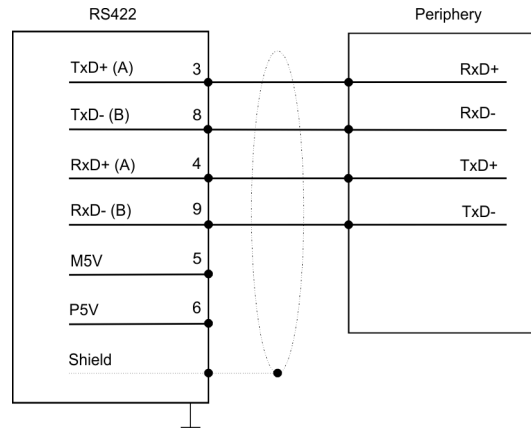 RS422 Periphery
TxD+ (A) 3 RxD+
TxD- (B) 8 RxD-
RxD+ (A) 4 TxD+
RxD- (B) 9 TxD-
M5V 5
P5V 6
Shield